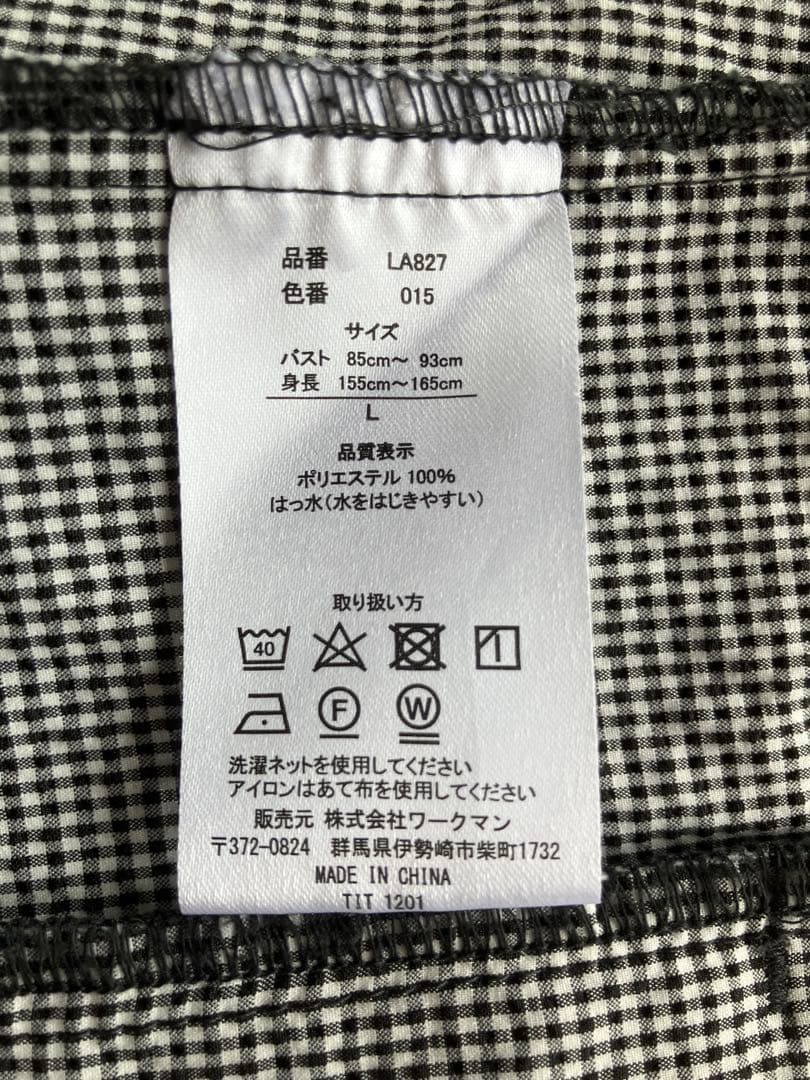 品番 LA827
色番 015
サイズ
バスト 85cm〜 93cm
身長 155cm〜165cm
L
品質表示
ポリエステル 100%
はっ水(水をはじきやすい)
取り扱い方
40
F W
洗濯ネットを使用してください
アイロンはあて布を使用してください
販売元 株式会社ワークマン
〒372-0824 群馬県伊勢崎市柴町1732
MADE IN CHINA
TIT 1201